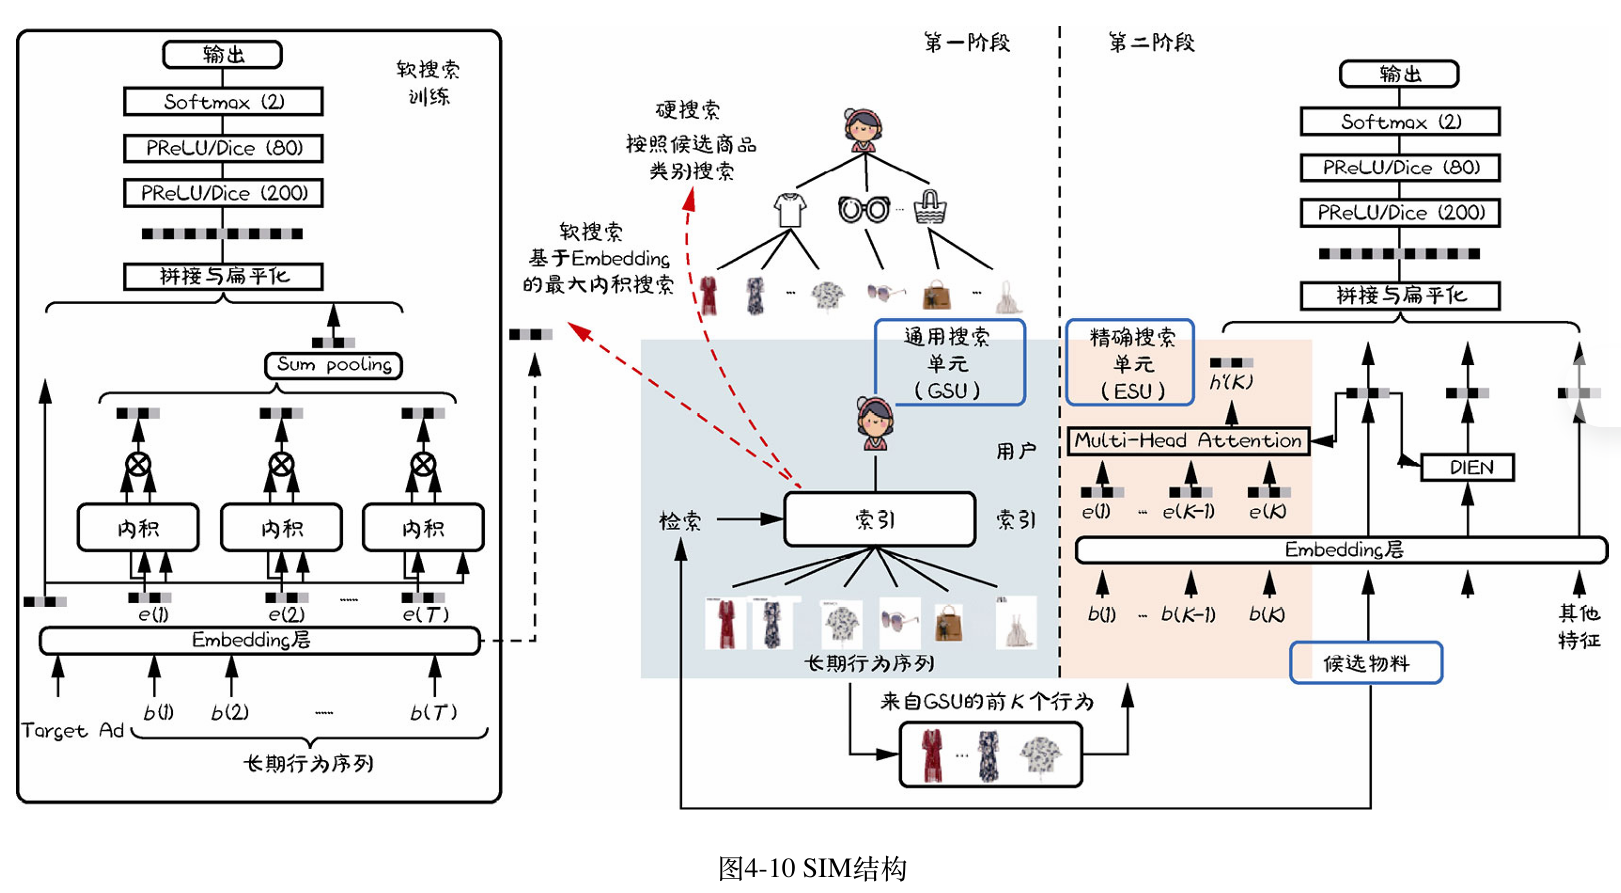 输出
软搜索
训练
Softmax (2)
PReLU/Dice (80)
PReLU/Dice (200)
拼接与扁平化
Sum pooling
内积
内积
内积
e(1)
e(2)
......
e(T)
Embedding层
Target Ad
b(1)
b(2)
......
b(T)
长期行为序列
第一阶段
硬搜索
按照候选商品
类别搜索
软搜索
基于Embedding
的最大内积搜索
...
...
通用搜索
单元
(GSU)
用户
检索
索引
索引
长期行为序列
来自GSU的前K个行为
...
第二阶段
输出
Softmax (2)
PReLU/Dice (80)
PReLU/Dice (200)
拼接与扁平化
精确搜索
单元
(ESU)
h'(K)
Multi-Head Attention
DIEN
e(1)
...
e(K-1)
e(K)
Embedding层
b(1)
...
b(K-1)
b(K)
其他
特征
候选物料
图4-10 SIM结构